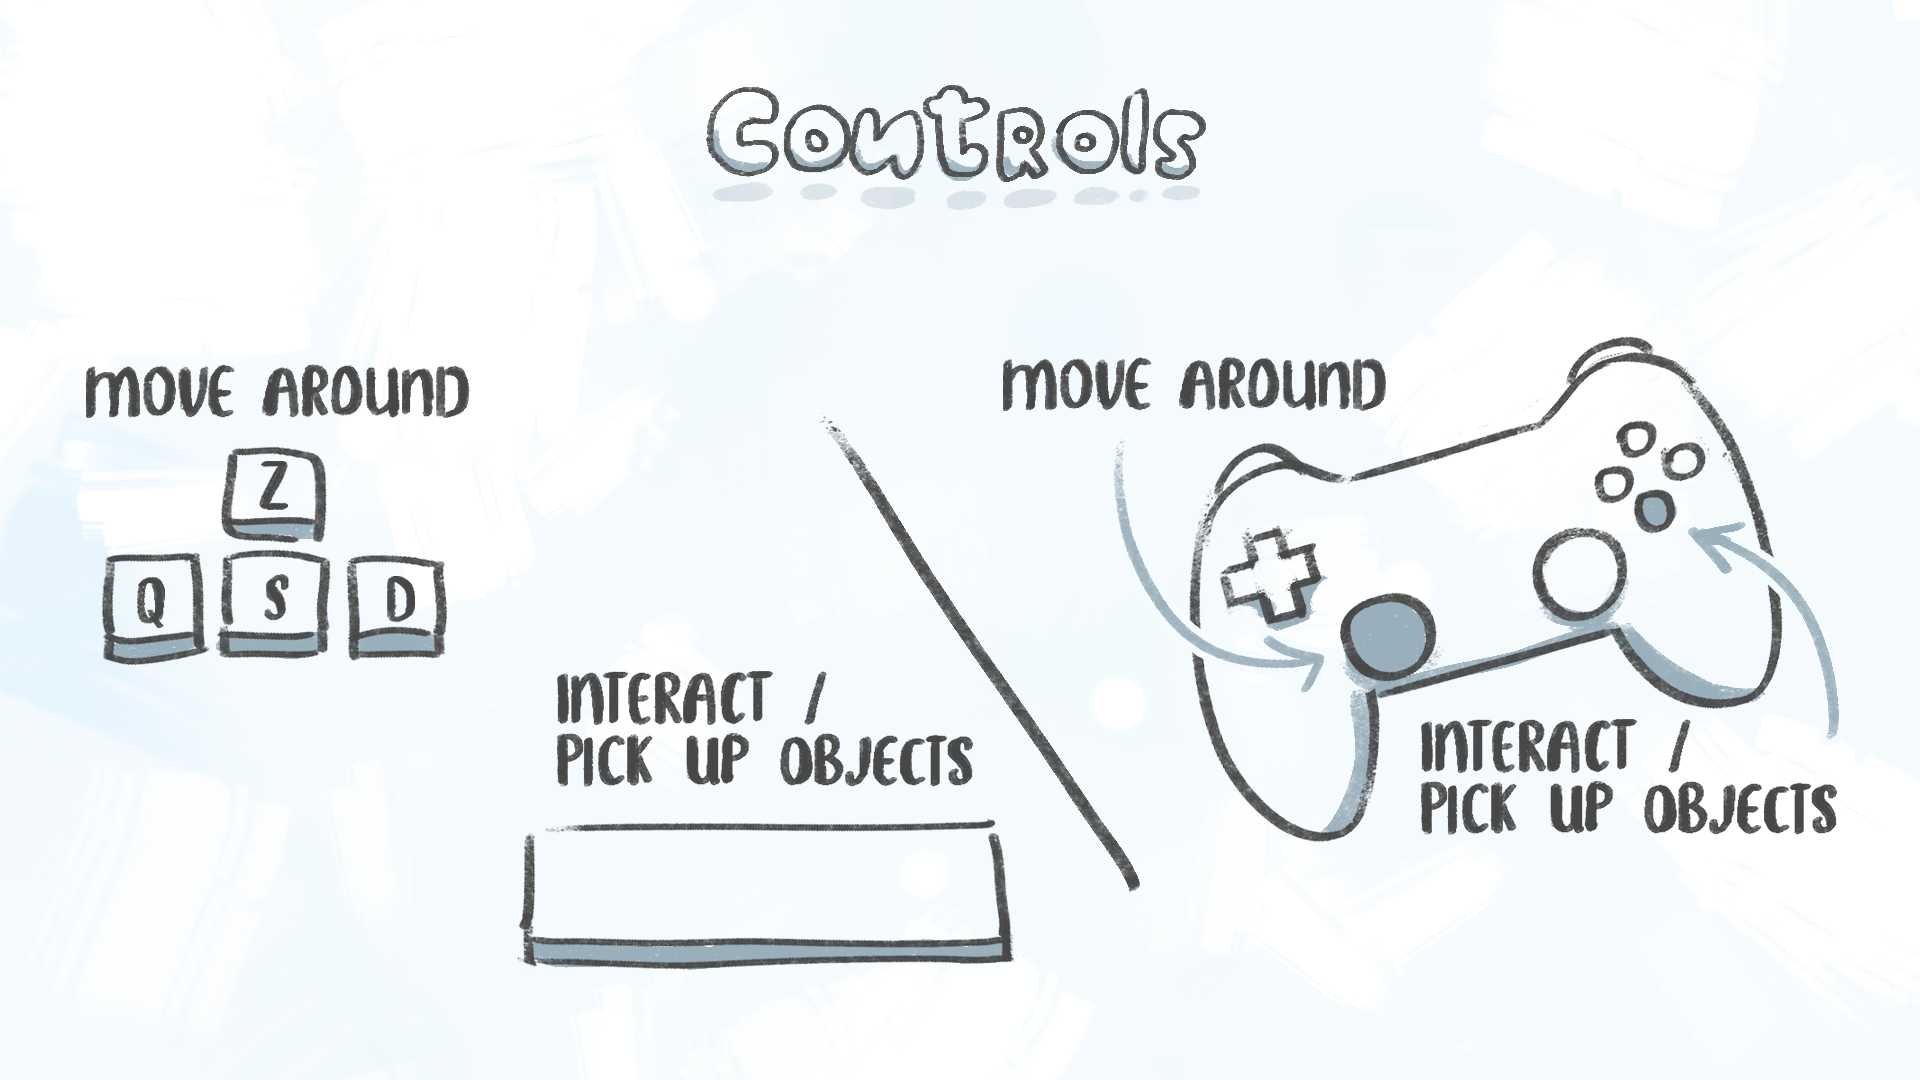 Controls
MOVE AROUND
Z
Q S D
INTERACT /
PICK UP OBJECTS
MOVE AROUND
INTERACT /
PICK UP OBJECTS